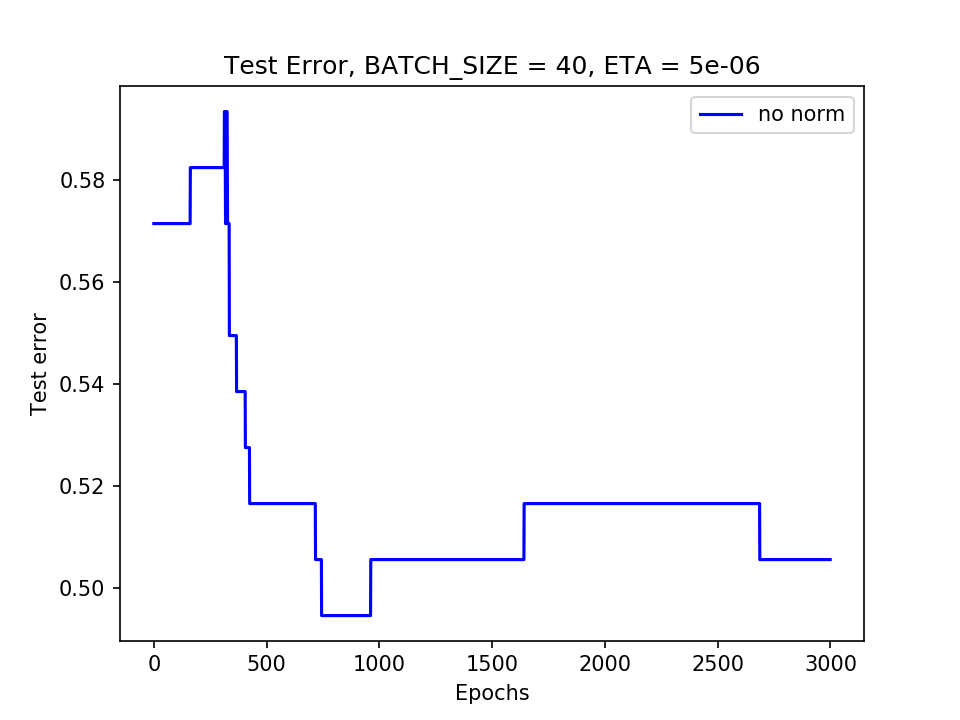 Test Error, BATCH_SIZE = 40, ETA = 5e-06
no norm
0.58
0.56
0.54
0.52
0.50
Test error
0 500 1000 1500 2000 2500 3000
Epochs